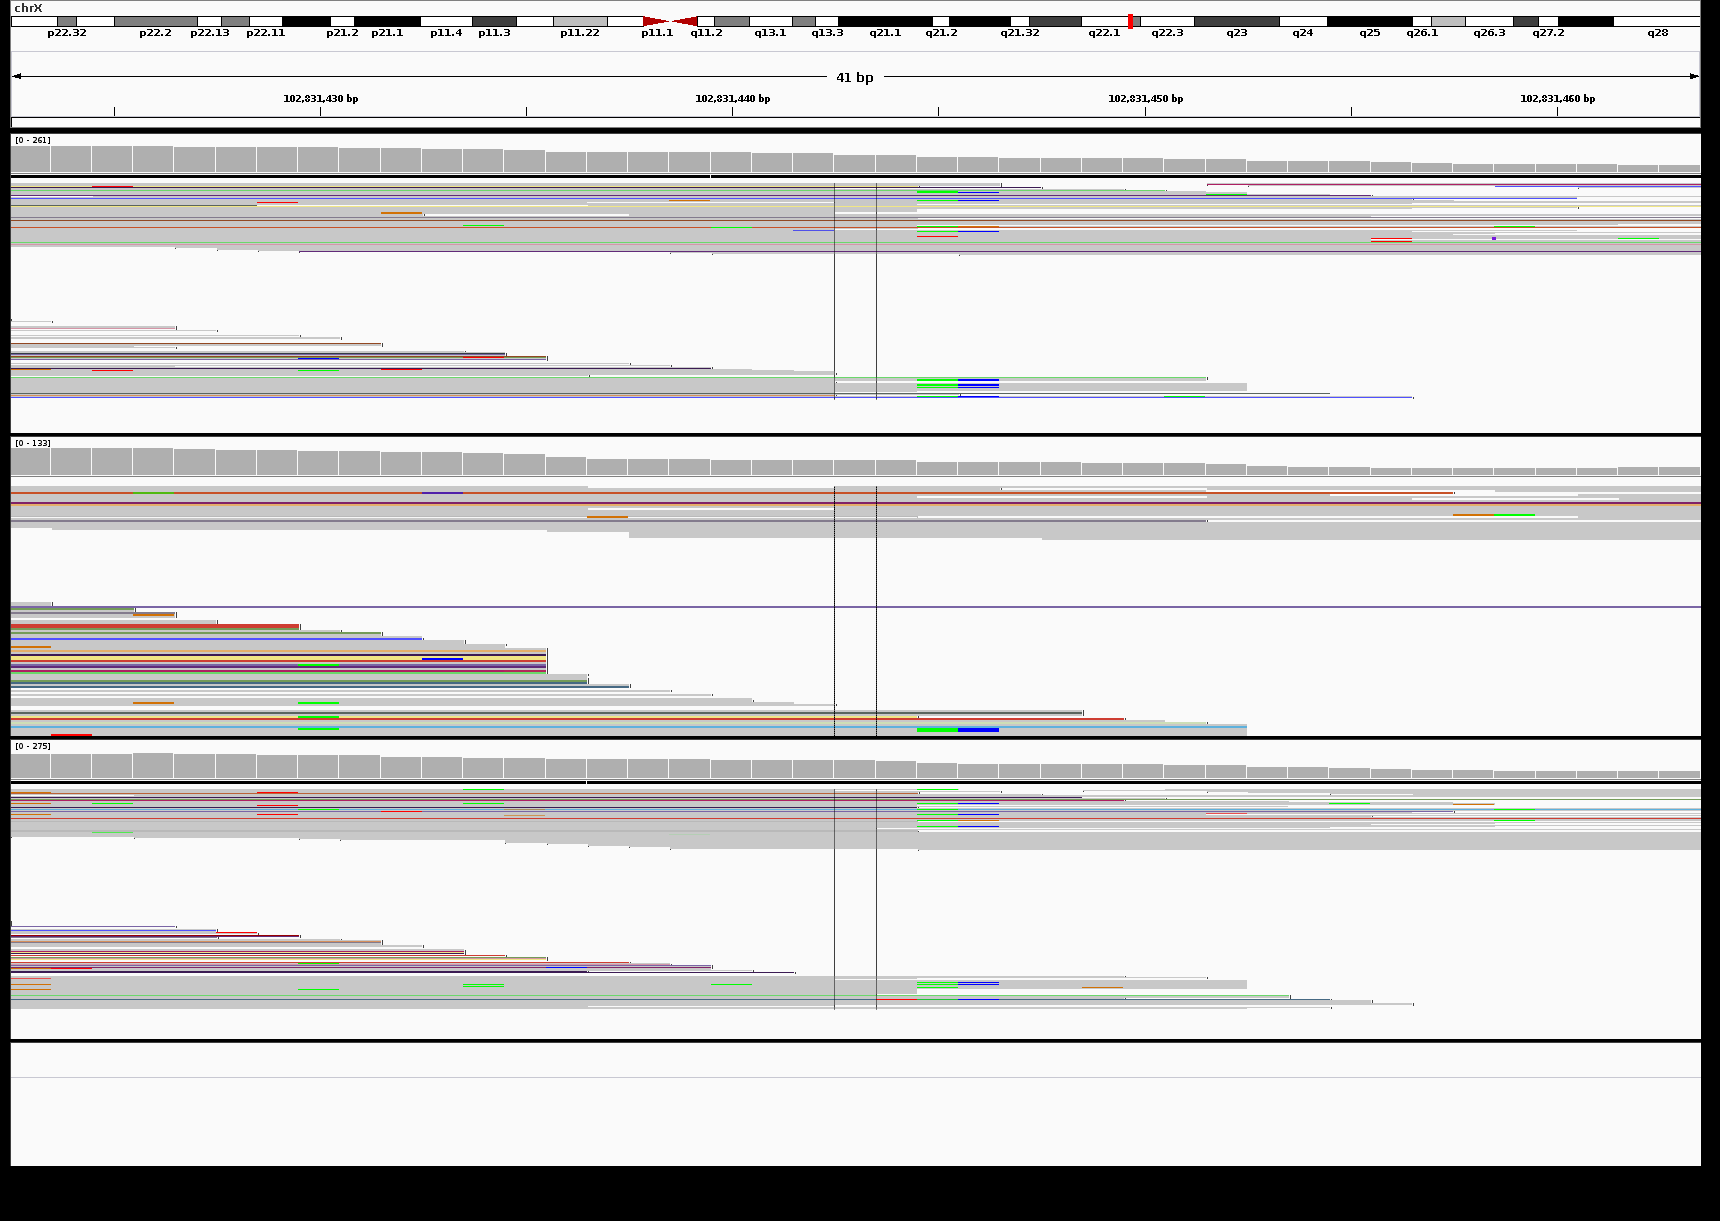 chrX
p22.32 p22.2 p22.13 p22.11 p21.2 p21.1 p11.4 p11.3 p11.22 p11.1 q11.2 q13.1 q13.3 q21.1 q21.2 q21.32 q22.1 q22.3 q23 q24 q25 q26.1 q26.3 q27.2 q28
41 bp
102,831,430 bp 102,831,440 bp 102,831,450 bp 102,831,460 bp
[0 - 261]
[0 - 133]
[0 - 275]